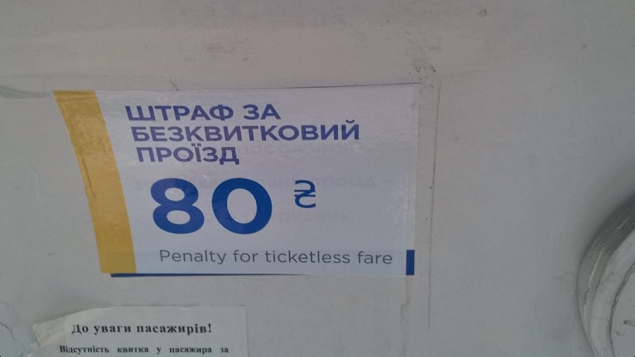 ШТРАФ ЗА
БЕЗКВИТКОВИЙ
ПРОЇЗД
80 ₴
Penalty for ticketless fare
До уваги пасажирів!
Відсутність квитка у пасажира за